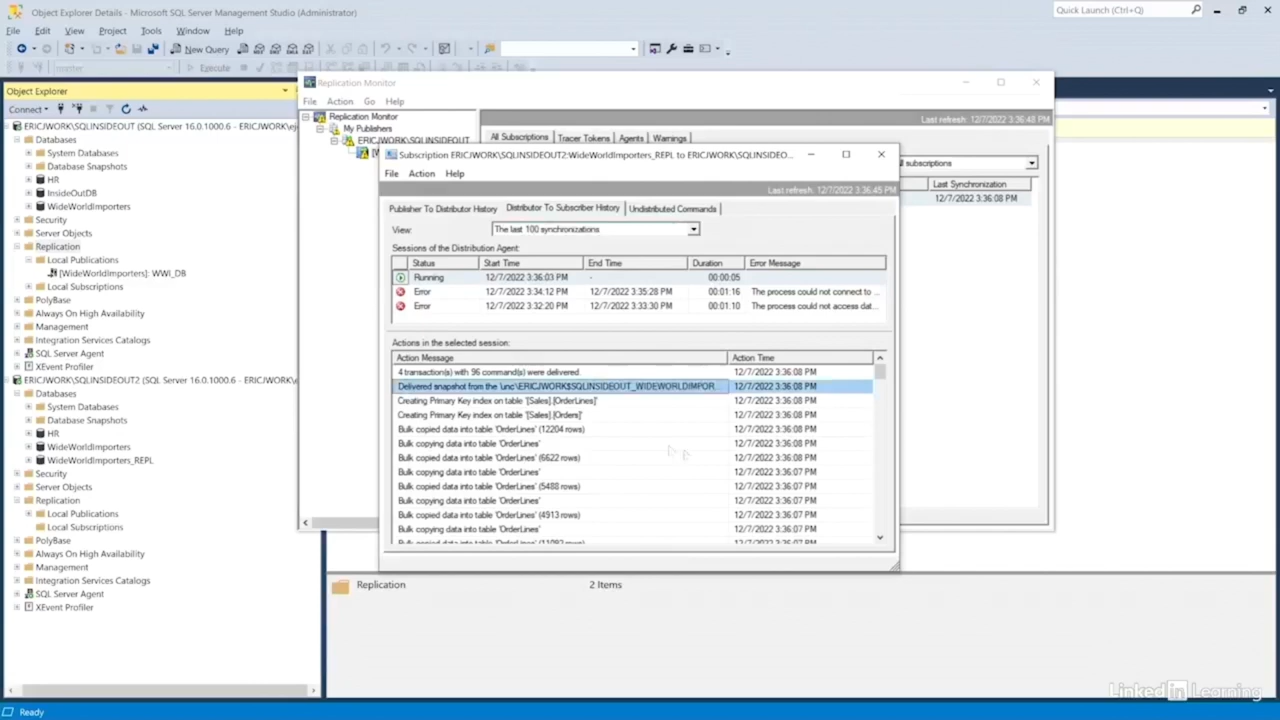 Object Explorer Details - Microsoft SQL Server Management Studio (Administrator)
Quick Launch (Ctrl+Q)
File Edit View Project Tools Window Help
New Query
master Execute
Object Explorer
Connect
ERICJWORK\SQLINSIDEOUT (SQL Server 16.0.1000.6 - ERICJWORK\ej
Databases
System Databases
Database Snapshots
HR
InsideOutDB
WideWorldImporters
Security
Server Objects
Replication
Local Publications
[WideWorldImporters]: WWI_DB
Local Subscriptions
PolyBase
Always On High Availability
Management
Integration Services Catalogs
SQL Server Agent
XEvent Profiler
ERICJWORK\SQLINSIDEOUT2 (SQL Server 16.0.1000.6 - ERICJWORK\
Databases
System Databases
Database Snapshots
HR
WideWorldImporters
WideWorldImporters_REPL
Security
Server Objects
Replication
Local Publications
Local Subscriptions
PolyBase
Always On High Availability
Management
Integration Services Catalogs
SQL Server Agent
XEvent Profiler
Replication Monitor
File Action Go Help
Replication Monitor
My Publishers
ERICJWORK\SQLINSIDEOUT
Last refresh: 12/7/2022 3:36:48 PM
All Subscriptions Tracer Tokens Agents Warnings
ll subscriptions
Last Synchronization
12/7/2022 3:36:08 PM
Subscription ERICJWORK\SQLINSIDEOUT2:WideWorldImporters_REPL to ERICJWORK\SQLINSIDEO...
File Action Help
Last refresh: 12/7/2022 3:36:45 PM
Publisher To Distributor History Distributor To Subscriber History Undistributed Commands
View: The last 100 synchronizations
Sessions of the Distribution Agent:
Status Start Time End Time Duration Error Message
Running 12/7/2022 3:36:03 PM - 00:00:05
Error 12/7/2022 3:34:12 PM 12/7/2022 3:35:28 PM 00:01:16 The process could not connect to ...
Error 12/7/2022 3:32:20 PM 12/7/2022 3:33:30 PM 00:01:10 The process could not access dat...
Actions in the selected session:
Action Message Action Time
4 transaction(s) with 96 command(s) were delivered. 12/7/2022 3:36:08 PM
Delivered snapshot from the 'unc\ERICJWORK$SQLINSIDEOUT_WIDEWORLDIMPOR... 12/7/2022 3:36:08 PM
Creating Primary Key index on table '[Sales].[OrderLines]' 12/7/2022 3:36:08 PM
Creating Primary Key index on table '[Sales].[Orders]' 12/7/2022 3:36:08 PM
Bulk copied data into table 'OrderLines' (12204 rows) 12/7/2022 3:36:08 PM
Bulk copying data into table 'OrderLines' 12/7/2022 3:36:08 PM
Bulk copied data into table 'OrderLines' (6622 rows) 12/7/2022 3:36:08 PM
Bulk copying data into table 'OrderLines' 12/7/2022 3:36:07 PM
Bulk copied data into table 'OrderLines' (5488 rows) 12/7/2022 3:36:07 PM
Bulk copying data into table 'OrderLines' 12/7/2022 3:36:07 PM
Bulk copied data into table 'OrderLines' (4913 rows) 12/7/2022 3:36:07 PM
Bulk copying data into table 'OrderLines' 12/7/2022 3:36:07 PM
Bulk copied data into table 'OrderLines' 12/7/2022 3:36:07 PM
Replication 2 Items
LinkedIn Learning
Ready